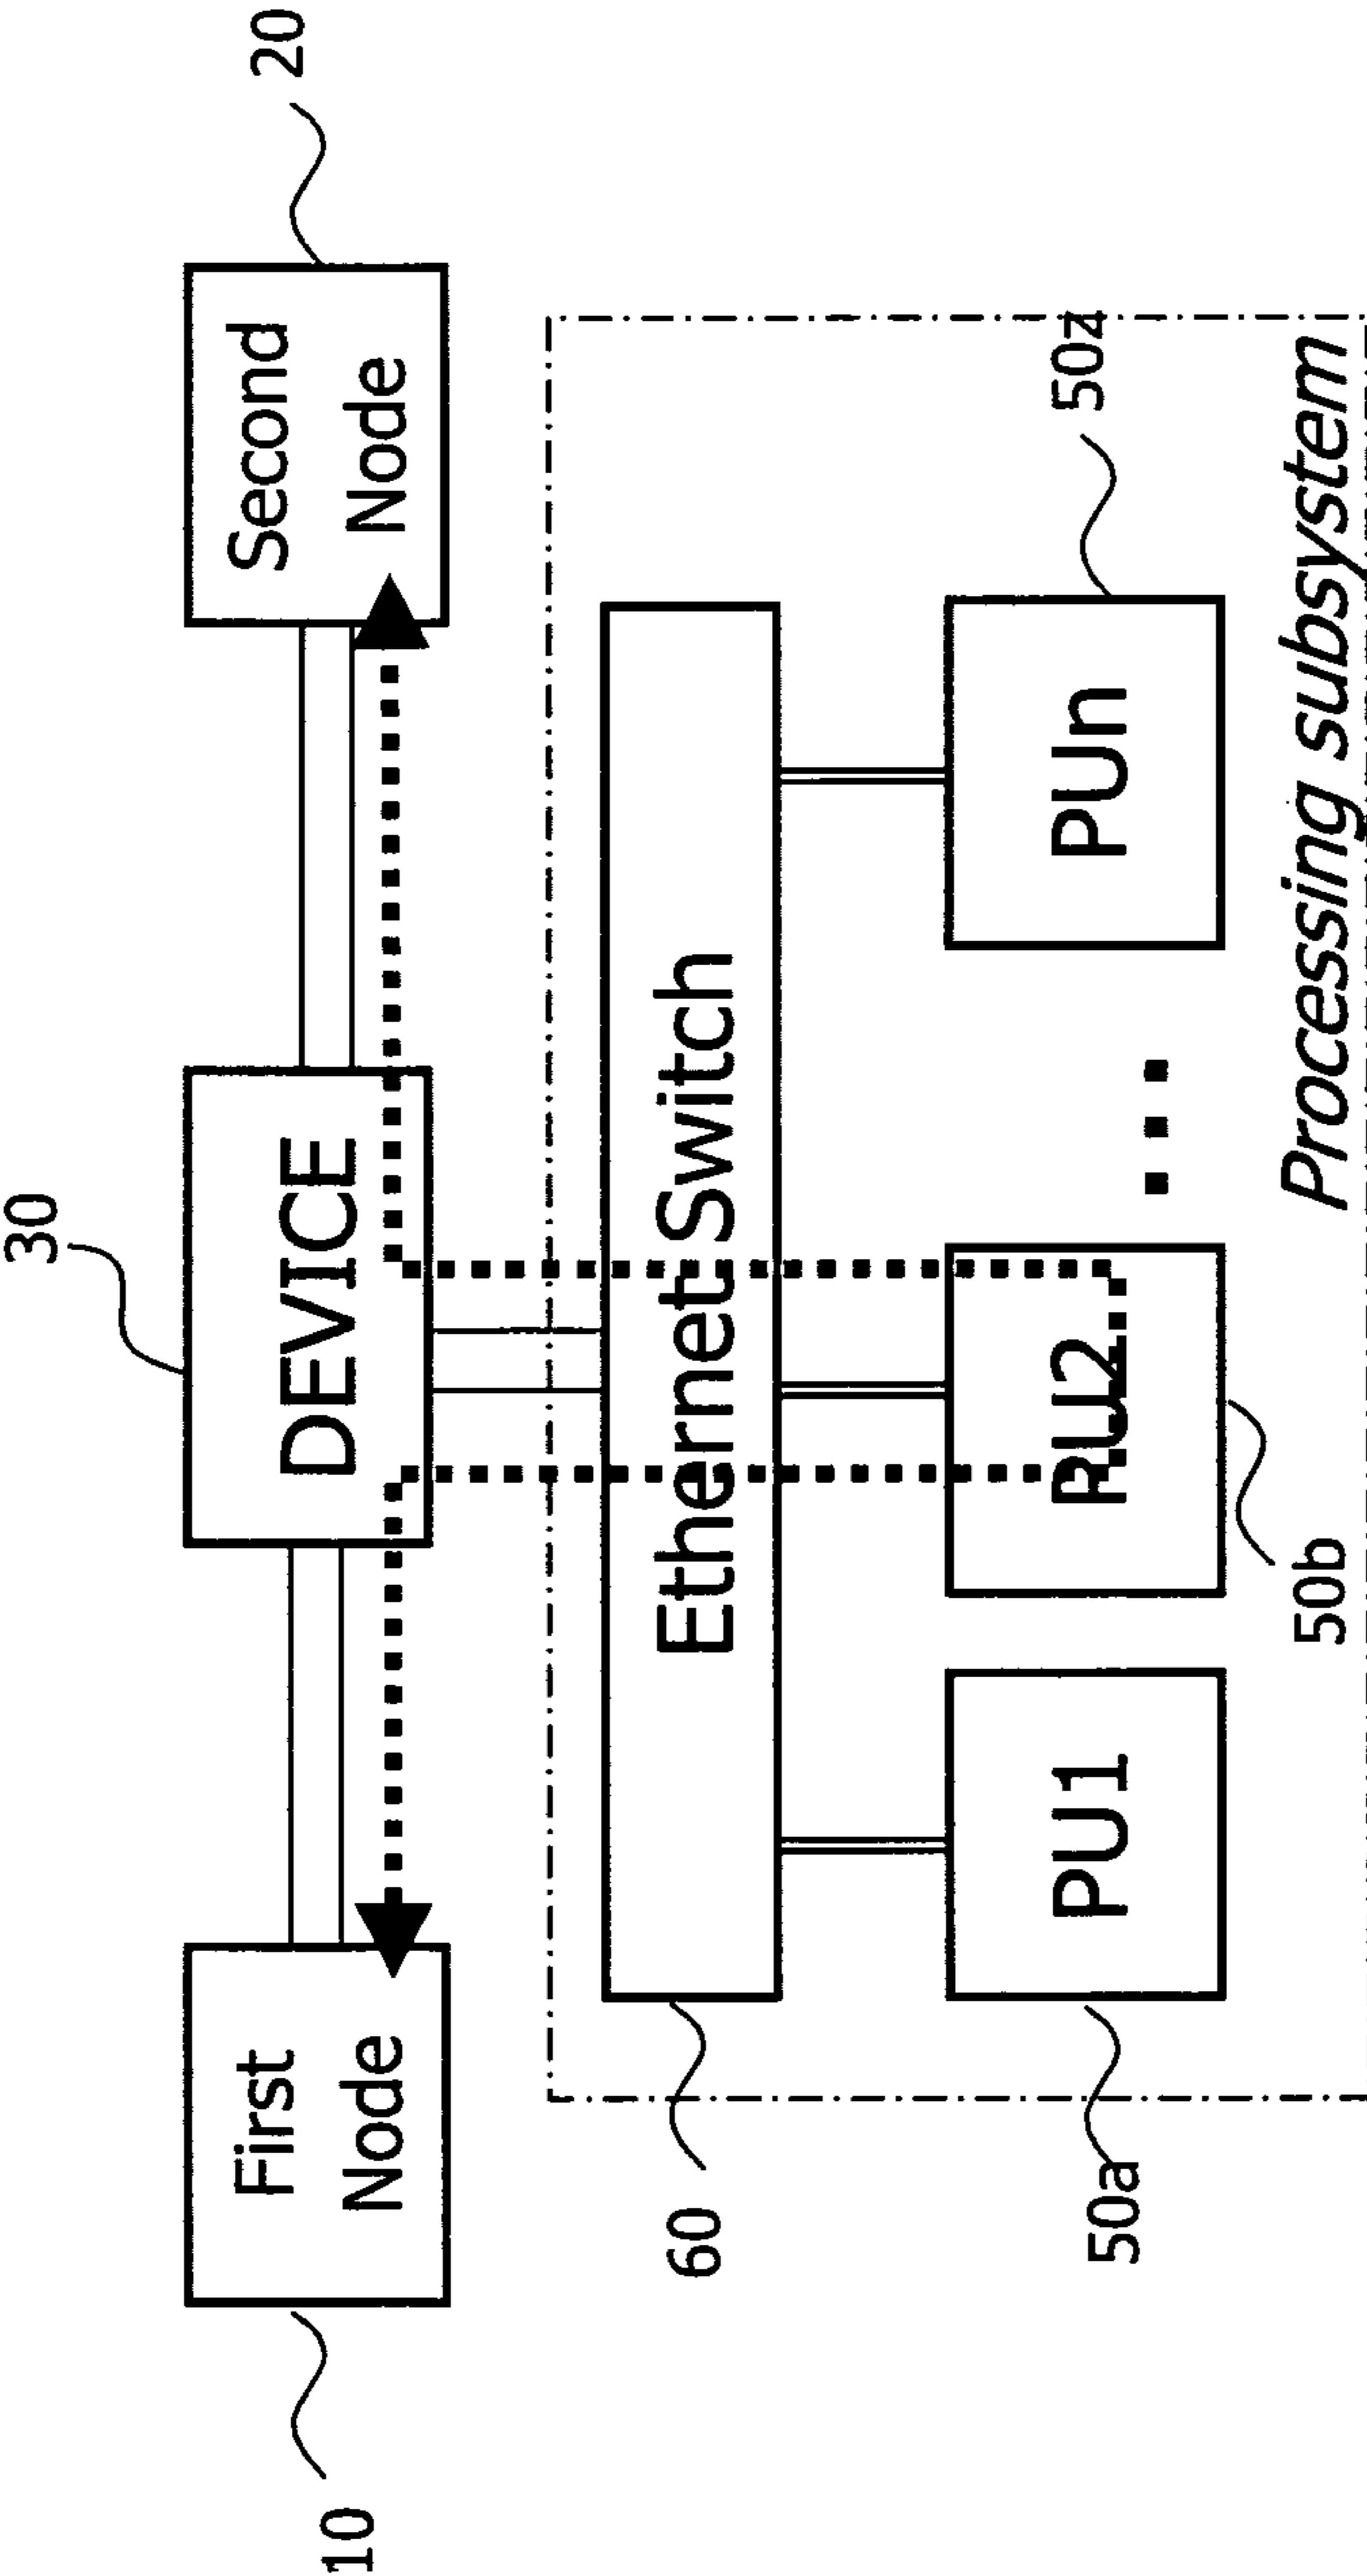 30
20
First
Node
DEVICE
Second
Node
10
Ethernet Switch
60
50z
PU1
PU2
PUn
50a
50b
Processing subsystem